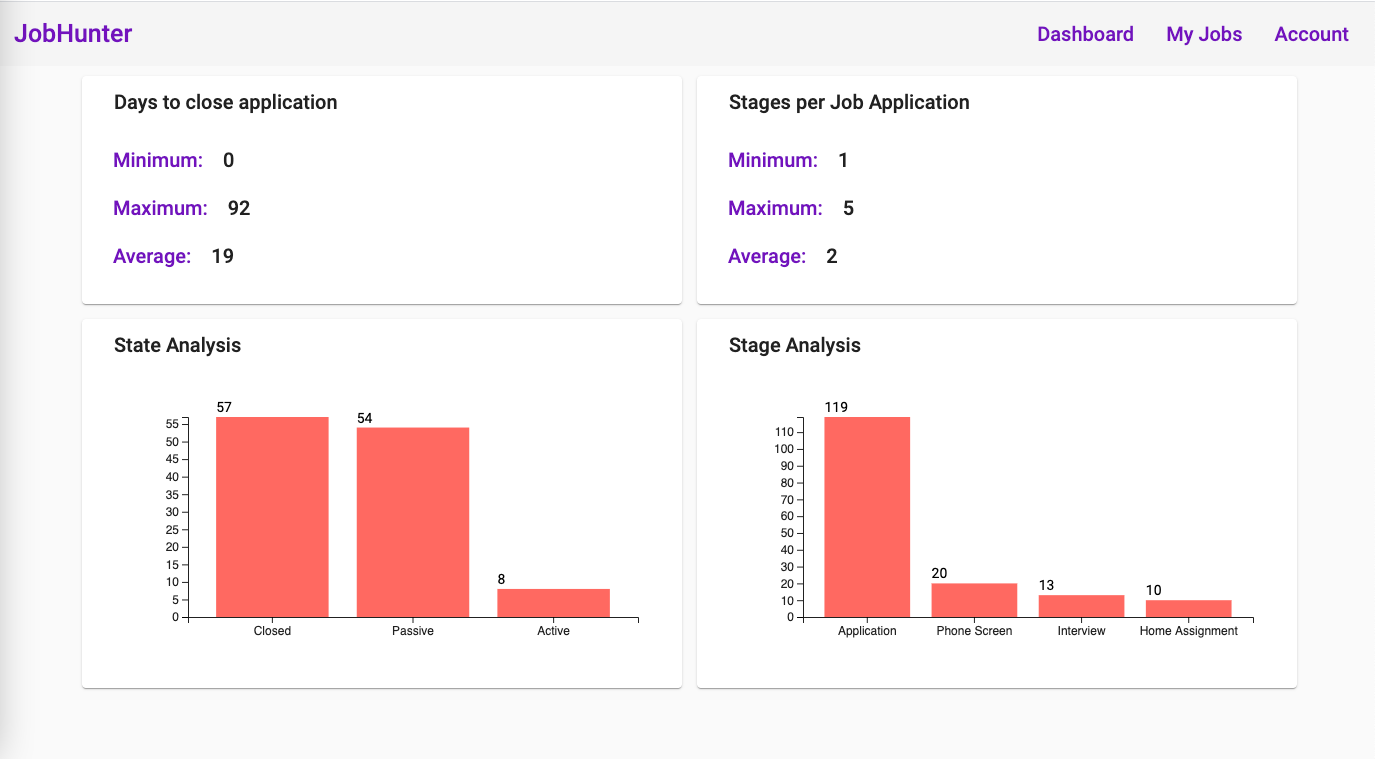 JobHunter
Dashboard My Jobs Account
Days to close application
Minimum: 0
Maximum: 92
Average: 19
Stages per Job Application
Minimum: 1
Maximum: 5
Average: 2
State Analysis
57
54
8
55
50
45
40
35
30
25
20
15
10
5
0
Closed Passive Active
Stage Analysis
119
20
13
10
110
100
90
80
70
60
50
40
30
20
10
0
Application Phone Screen Interview Home Assignment